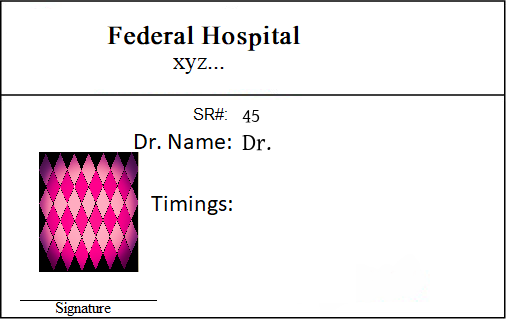 Federal Hospital
xyz...
SR#: 45
Dr. Name: Dr.
Timings:
Signature